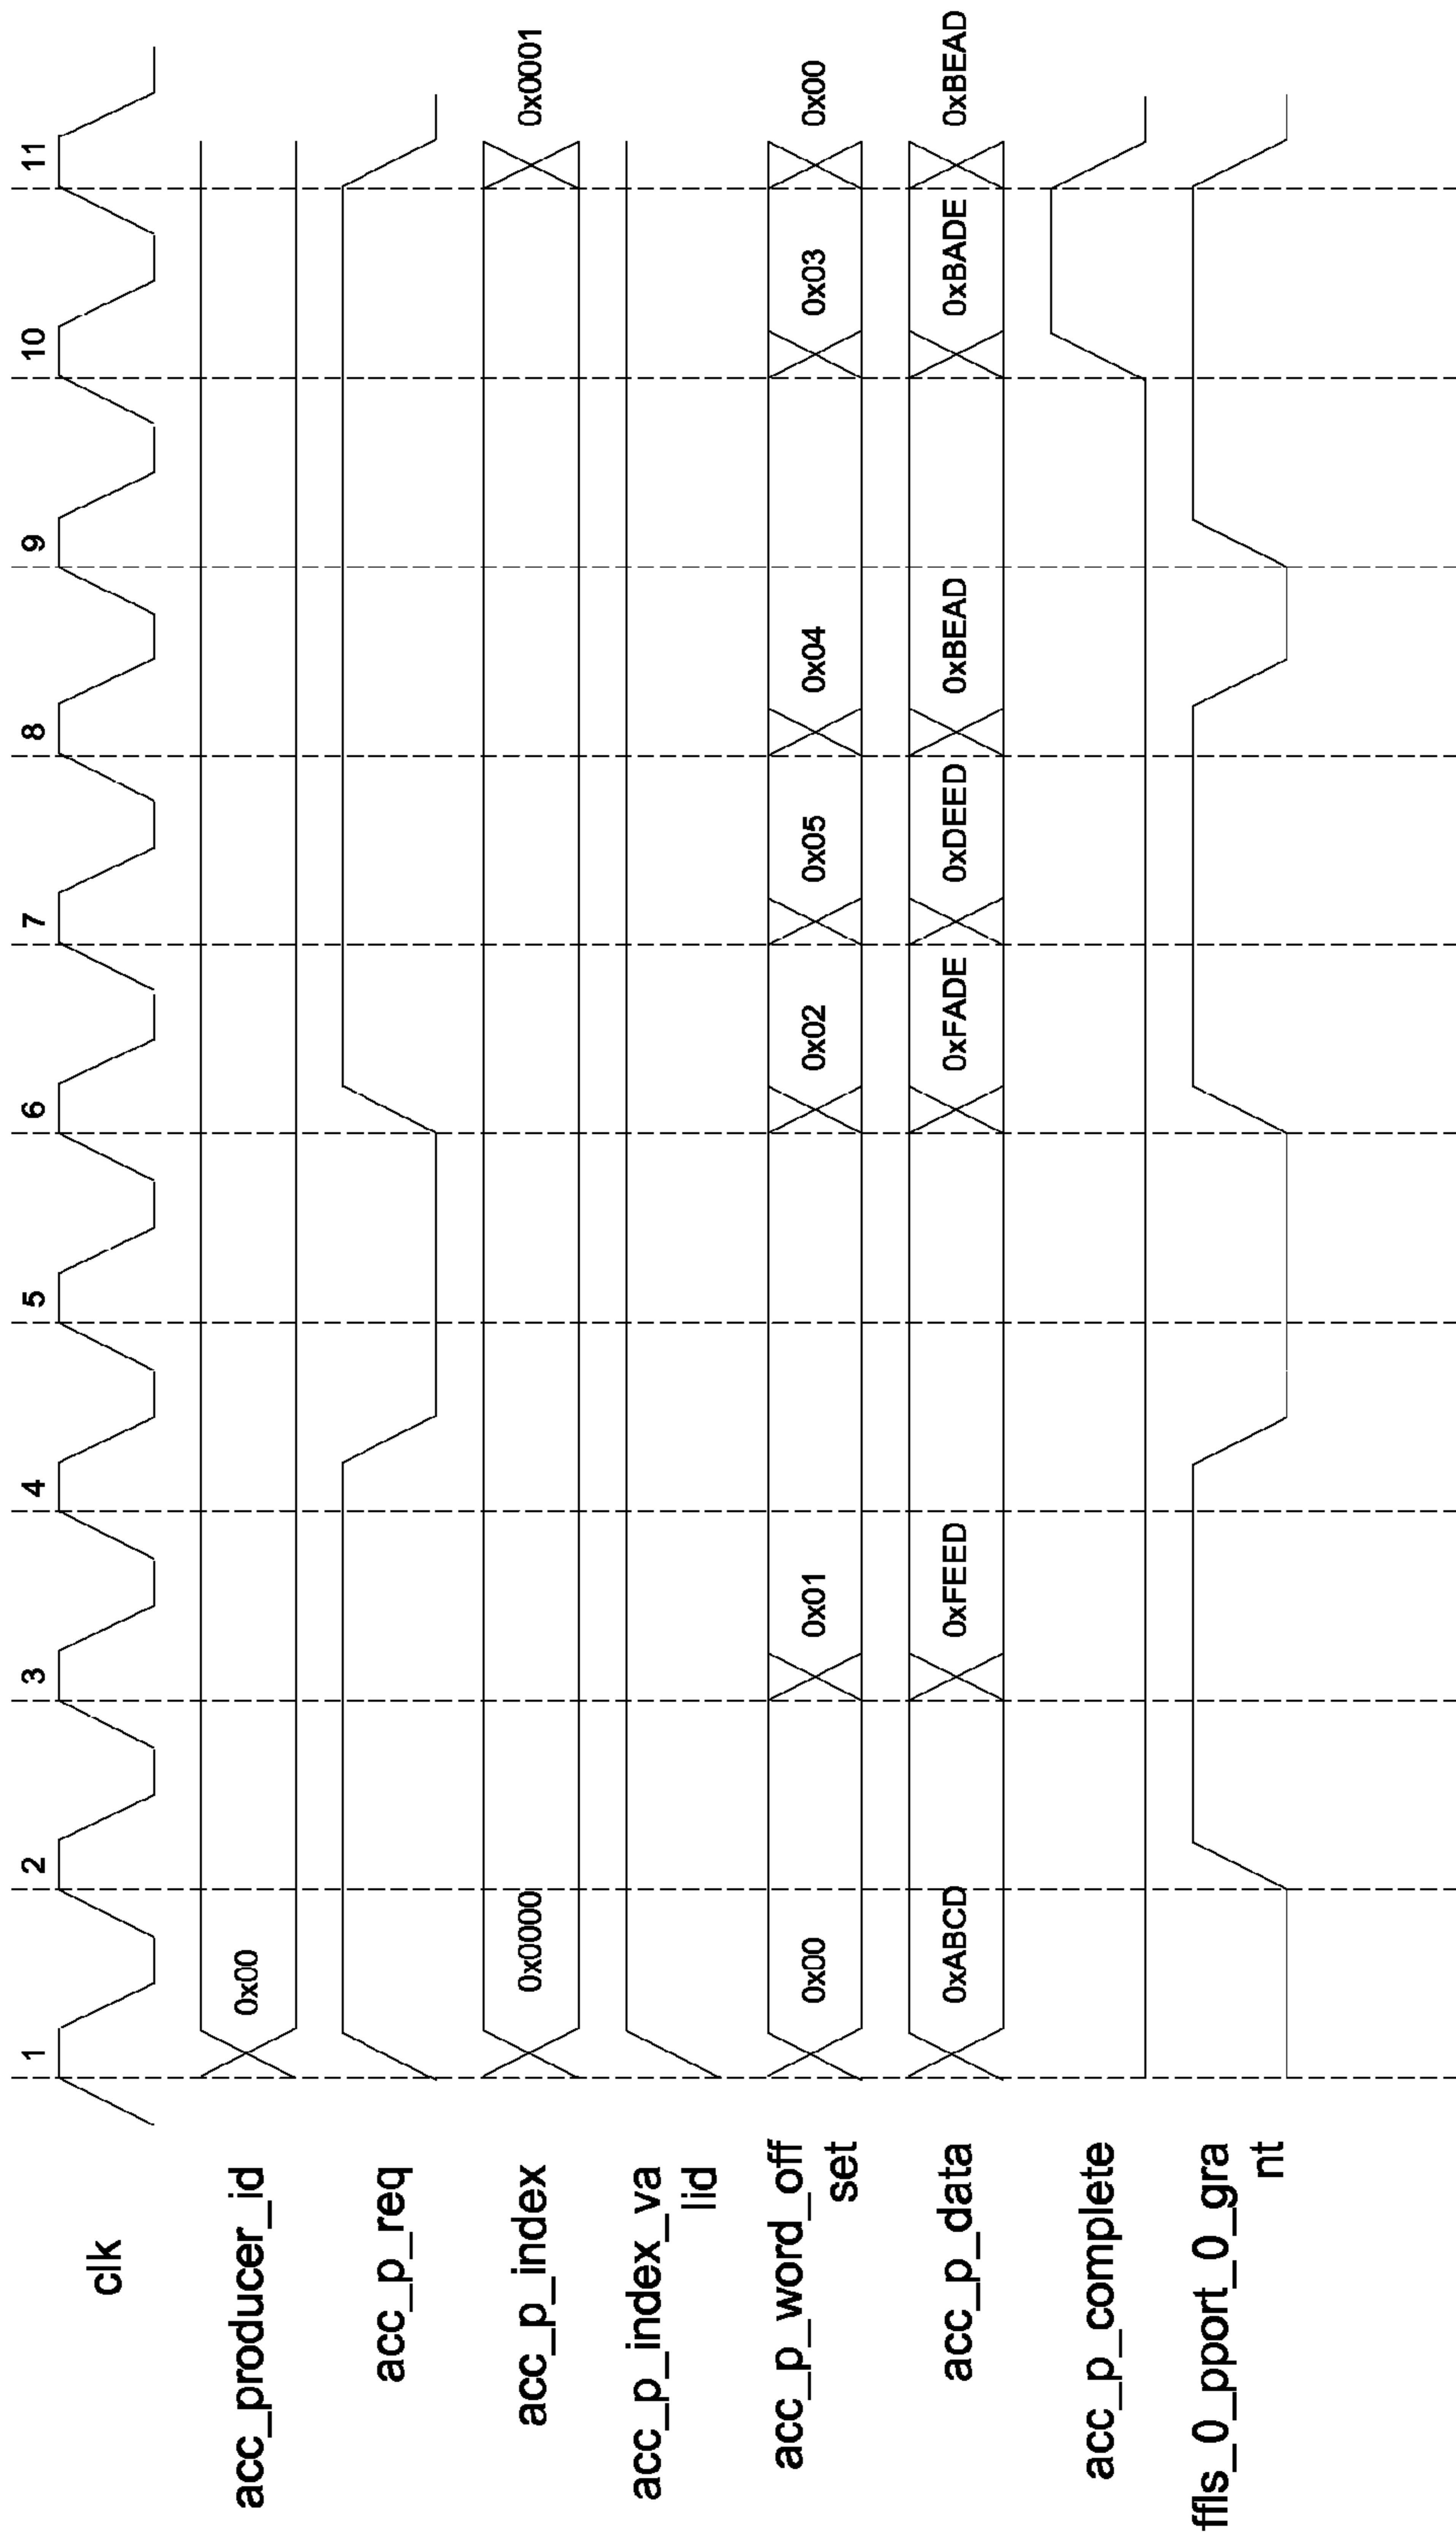 1 2 3 4 5 6 7 8 9 10 11
clk
acc_producer_id 0x00
acc_p_req
acc_p_index 0x0000 0x0001
acc_p_index_va
lid
acc_p_word_off
set 0x00 0x01 0x02 0x05 0x04 0x03 0x00
acc_p_data 0xABCD 0xFEED 0xFADE 0xDEED 0xBEAD 0xBADE 0xBEAD
acc_p_complete
ffls_0_pport_0_gra
nt